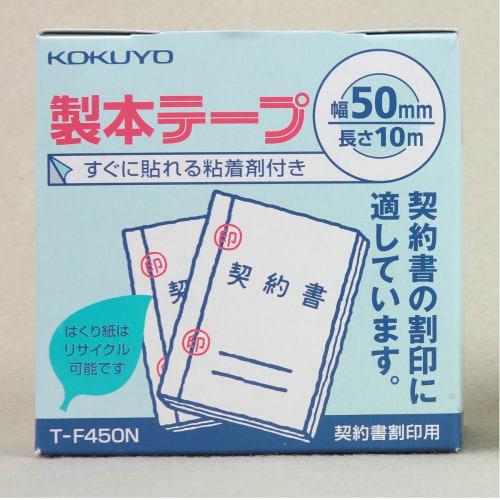 KOKUYO
製本テープ
幅50mm
長さ10m
すぐに貼れる粘着剤付き
契約書の割印に
適しています。
印
契約書
印
契
印
印
はくり紙は
リサイクル
可能です
T-F450N
契約書割印用